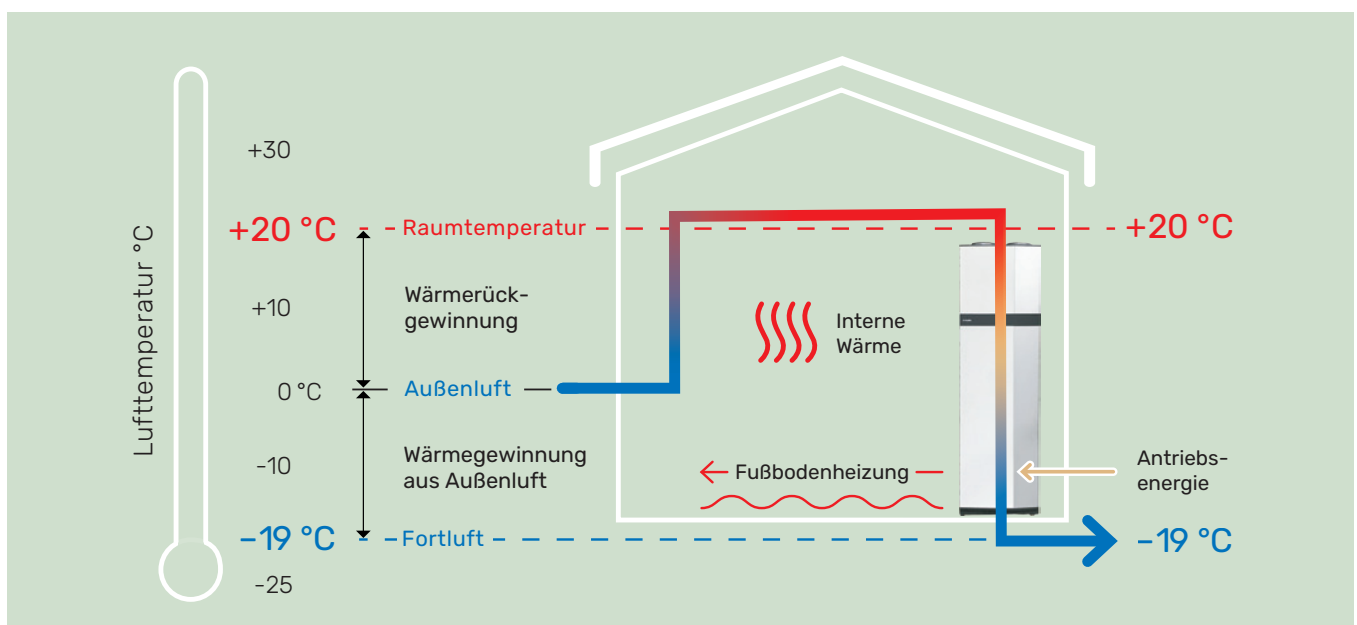 Lufttemperatur °C
+30
+20 °C
Raumtemperatur
+20 °C
+10
Wärmerück-
gewinnung
Interne
Wärme
0 °C
Außenluft
-10
Wärmegewinnung
aus Außenluft
Fußbodenheizung
Antriebs-
energie
-19 °C
Fortluft
-19 °C
-25